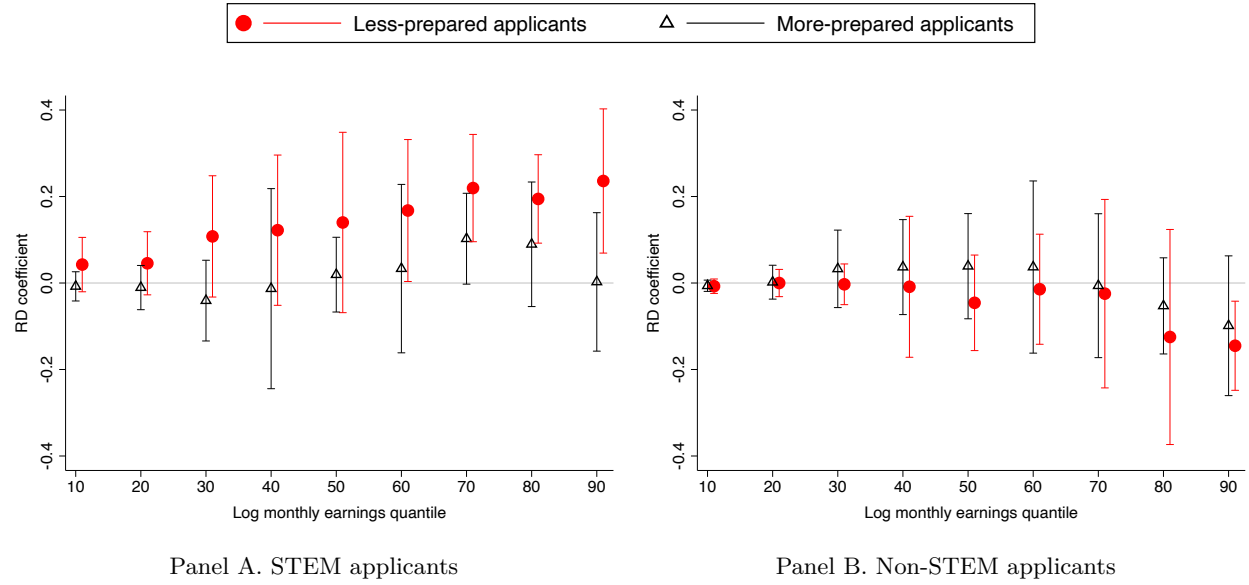 Less-prepared applicants More-prepared applicants
0.4
0.2
0.0
-0.2
-0.4
RD coefficient
10 20 30 40 50 60 70 80 90
Log monthly earnings quantile
Panel A. STEM applicants
0.4
0.2
0.0
-0.2
-0.4
RD coefficient
10 20 30 40 50 60 70 80 90
Log monthly earnings quantile
Panel B. Non-STEM applicants